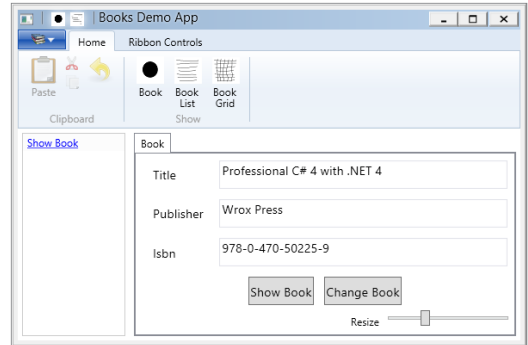 Books Demo App
Home Ribbon Controls
Paste
Book Book List Book Grid
Clipboard Show
Show Book
Book
Title Professional C# 4 with .NET 4
Publisher Wrox Press
Isbn 978-0-470-50225-9
Show Book Change Book
Resize